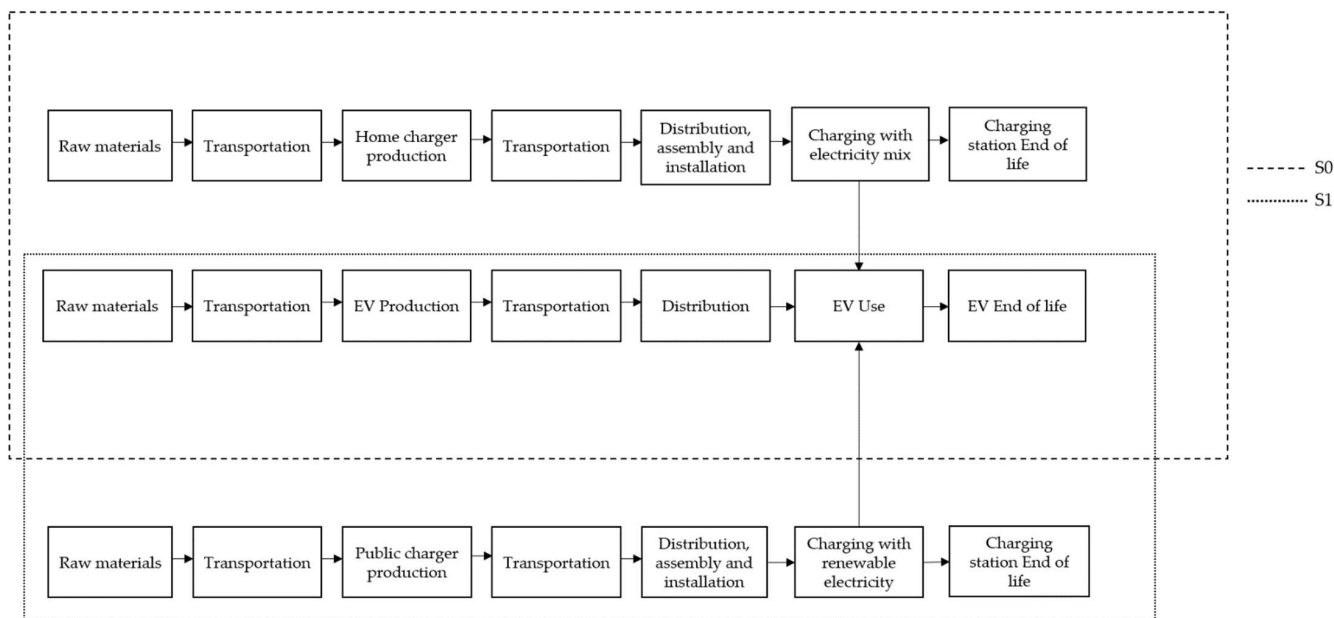 Raw materials
Transportation
Home charger
production
Transportation
Distribution,
assembly and
installation
Charging with
electricity mix
Charging
station End of
life
S0
S1
Raw materials
Transportation
EV Production
Transportation
Distribution
EV Use
EV End of life
Raw materials
Transportation
Public charger
production
Transportation
Distribution,
assembly and
installation
Charging with
renewable
electricity
Charging
station End of
life